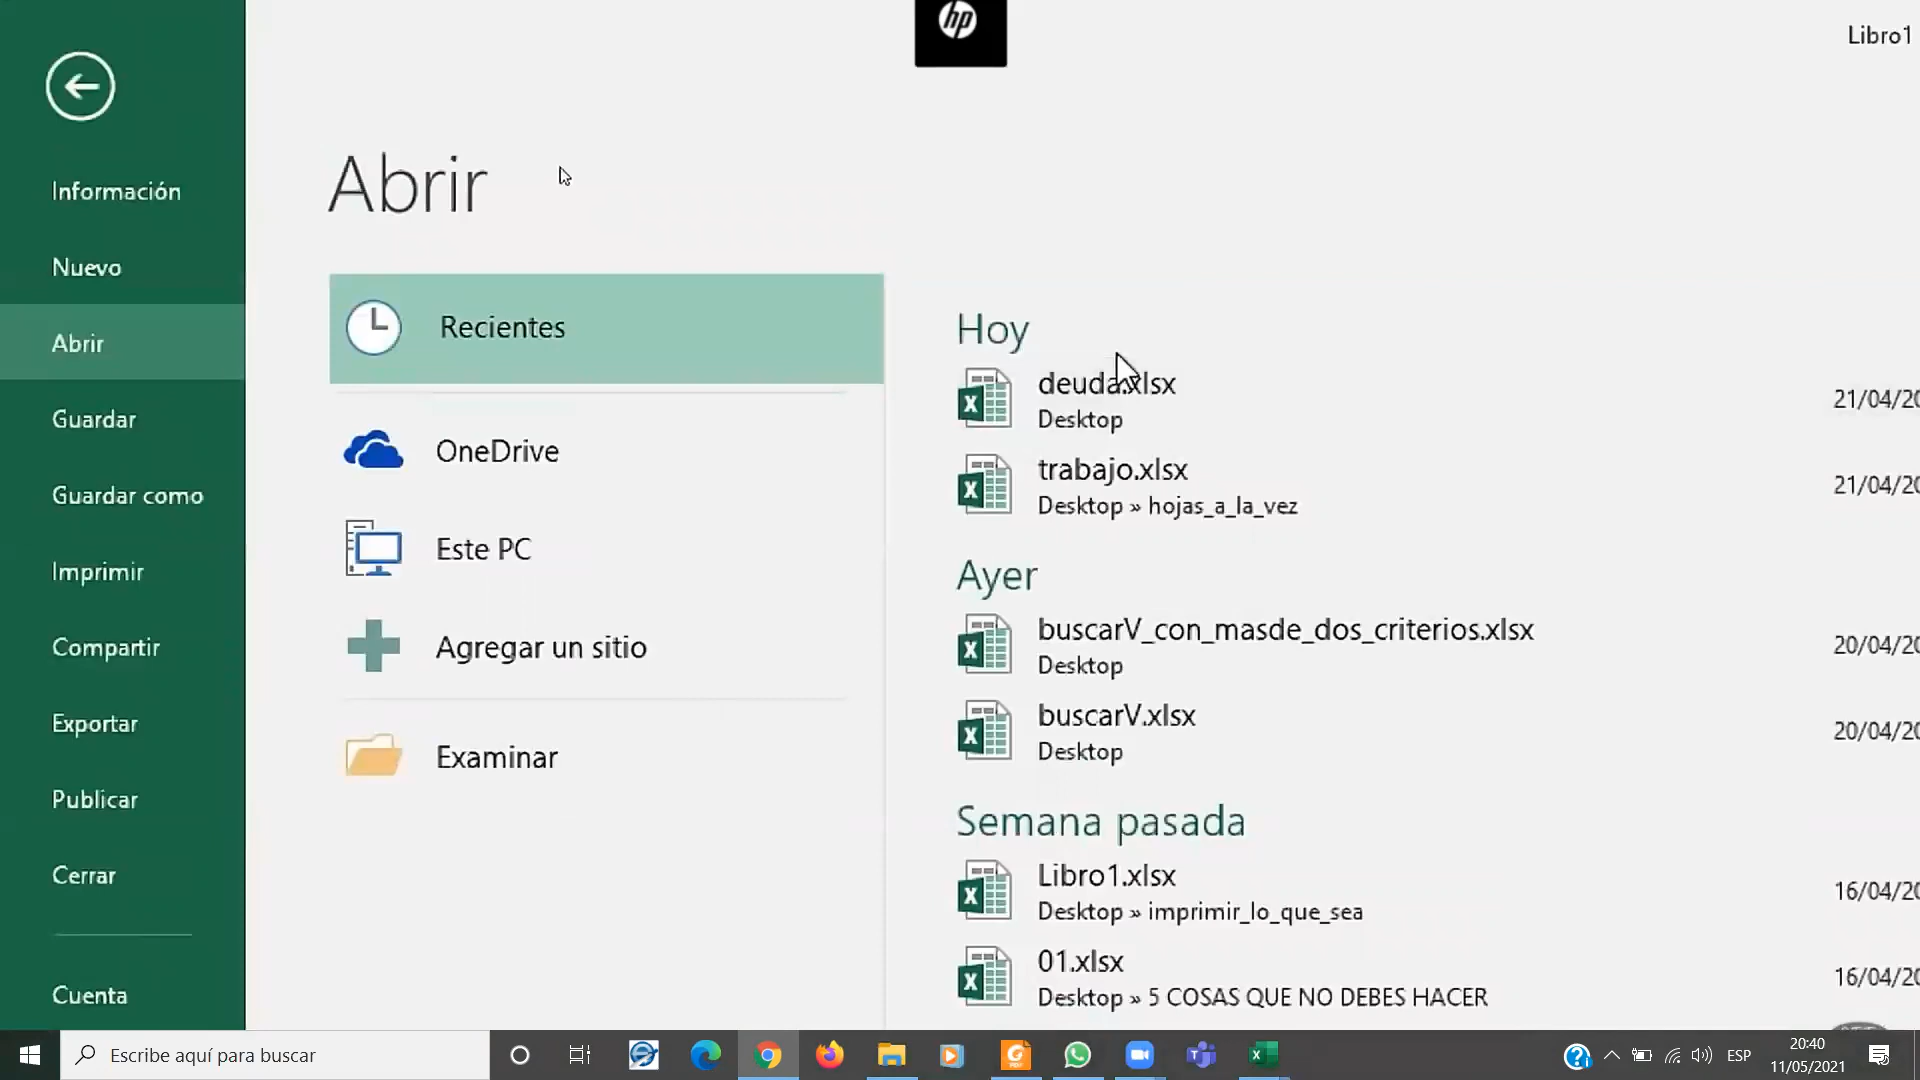 hp
Libro1
Información
Nuevo
Abrir
Guardar
Guardar como
Imprimir
Compartir
Exportar
Publicar
Cerrar
Cuenta
Abrir
Recientes
OneDrive
Este PC
Agregar un sitio
Examinar
Hoy
deuda.xlsx
Desktop
21/04/20
trabajo.xlsx
Desktop » hojas_a_la_vez
21/04/20
Ayer
buscarV_con_masde_dos_criterios.xlsx
Desktop
20/04/20
buscarV.xlsx
Desktop
20/04/20
Semana pasada
Libro1.xlsx
Desktop » imprimir_lo_que_sea
16/04/20
01.xlsx
Desktop » 5 COSAS QUE NO DEBES HACER
16/04/20
Escribe aquí para buscar
ESP
20:40
11/05/2021